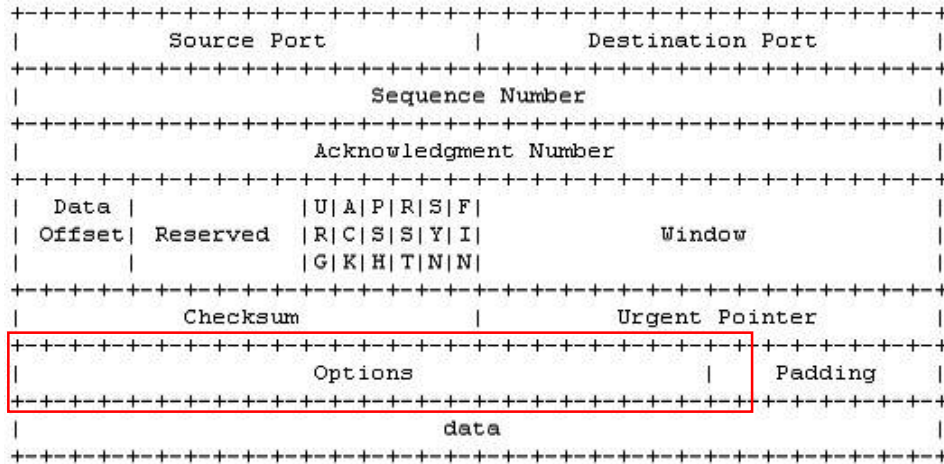 +-+-+-+-+-+-+-+-+-+-+-+-+-+-+-+-+-+-+-+-+-+-+-+-+-+-+-+-+-+-+-+-+
|          Source Port          |       Destination Port        |
+-+-+-+-+-+-+-+-+-+-+-+-+-+-+-+-+-+-+-+-+-+-+-+-+-+-+-+-+-+-+-+-+
|                        Sequence Number                        |
+-+-+-+-+-+-+-+-+-+-+-+-+-+-+-+-+-+-+-+-+-+-+-+-+-+-+-+-+-+-+-+-+
|                    Acknowledgment Number                      |
+-+-+-+-+-+-+-+-+-+-+-+-+-+-+-+-+-+-+-+-+-+-+-+-+-+-+-+-+-+-+-+-+
|  Data |           |U|A|P|R|S|F|                               |
| Offset| Reserved  |R|C|S|S|Y|I|            Window             |
|       |           |G|K|H|T|N|N|                               |
+-+-+-+-+-+-+-+-+-+-+-+-+-+-+-+-+-+-+-+-+-+-+-+-+-+-+-+-+-+-+-+-+
|           Checksum            |         Urgent Pointer        |
+-+-+-+-+-+-+-+-+-+-+-+-+-+-+-+-+-+-+-+-+-+-+-+-+-+-+-+-+-+-+-+-+
|                    Options                    |    Padding    |
+-+-+-+-+-+-+-+-+-+-+-+-+-+-+-+-+-+-+-+-+-+-+-+-+-+-+-+-+-+-+-+-+
|                             data                              |
+-+-+-+-+-+-+-+-+-+-+-+-+-+-+-+-+-+-+-+-+-+-+-+-+-+-+-+-+-+-+-+-+